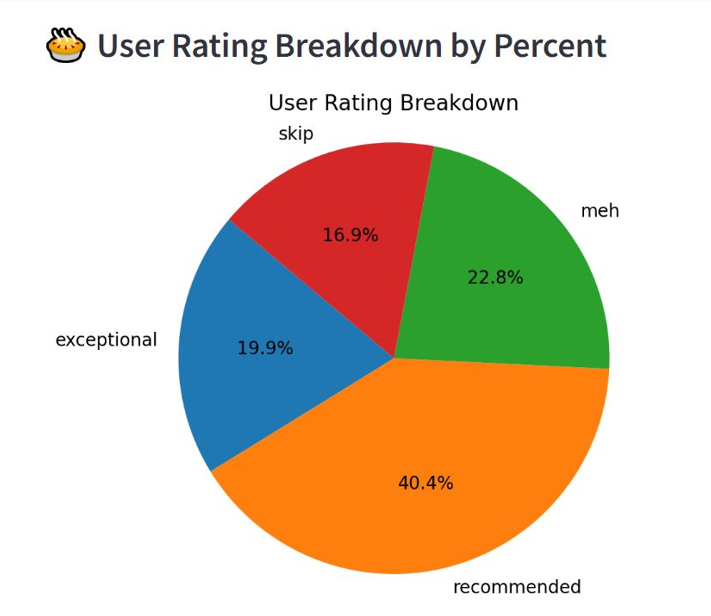 User Rating Breakdown by Percent
User Rating Breakdown
skip
meh
16.9%
22.8%
exceptional
19.9%
40.4%
recommended